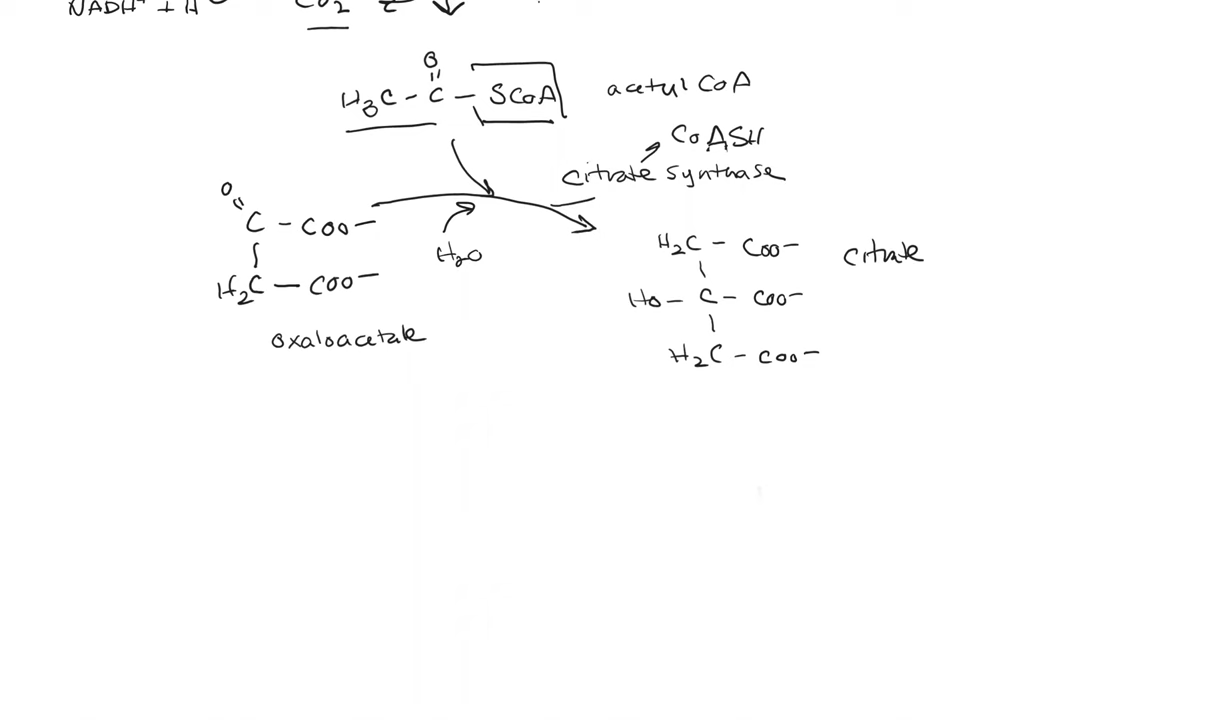 NADH + H CO2
O
H3C - C - SCoA acetyl CoA
CoASH
citrate synthase
O
C - COO-
H2C - COO-
H2O
oxaloacetate
H2C - COO- citrate
HO - C - COO-
H2C - COO-